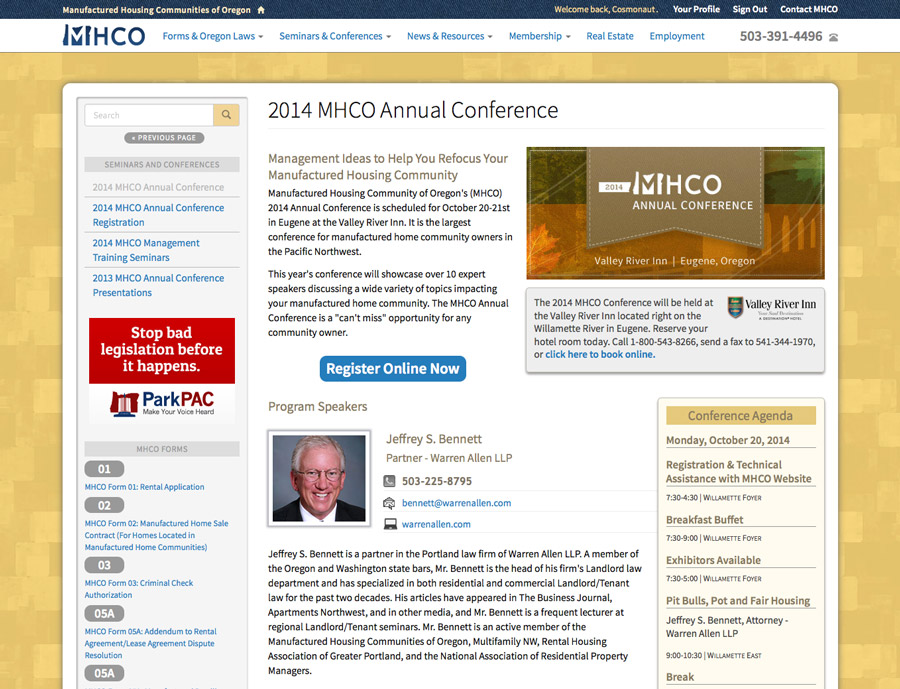 Manufactured Housing Communities of Oregon
Welcome back, Cosmonaut. Your Profile Sign Out Contact MHCO
MHCO Forms & Oregon Laws Seminars & Conferences News & Resources Membership Real Estate Employment 503-391-4496
Search
« PREVIOUS PAGE
SEMINARS AND CONFERENCES
2014 MHCO Annual Conference
2014 MHCO Annual Conference
Registration
2014 MHCO Management
Training Seminars
2013 MHCO Annual Conference
Presentations
Stop bad
legislation before
it happens.
ParkPAC
Make Your Voice Heard
MHCO FORMS
01
MHCO Form 01: Rental Application
02
MHCO Form 02: Manufactured Home Sale
Contract (For Homes Located in
Manufactured Home Communities)
03
MHCO Form 03: Criminal Check
Authorization
05A
MHCO Form 05A: Addendum to Rental
Agreement/Lease Agreement Dispute
Resolution
05A
2014 MHCO Annual Conference
Management Ideas to Help You Refocus Your
Manufactured Housing Community
Manufactured Housing Community of Oregon's (MHCO)
2014 Annual Conference is scheduled for October 20-21st
in Eugene at the Valley River Inn. It is the largest
conference for manufactured home community owners in
the Pacific Northwest.
This year's conference will showcase over 10 expert
speakers discussing a wide variety of topics impacting
your manufactured home community. The MHCO Annual
Conference is a "can't miss" opportunity for any
community owner.
Register Online Now
2014 MHCO
ANNUAL CONFERENCE
Valley River Inn | Eugene, Oregon
The 2014 MHCO Conference will be held at
the Valley River Inn located right on the
Willamette River in Eugene. Reserve your
hotel room today. Call 1-800-543-8266, send a fax to 541-344-1970,
or click here to book online.
Valley River Inn
Program Speakers
Jeffrey S. Bennett
Partner - Warren Allen LLP
503-225-8795
bennett@warrenallen.com
warrenallen.com
Jeffrey S. Bennett is a partner in the Portland law firm of Warren Allen LLP. A member of
the Oregon and Washington state bars, Mr. Bennett is the head of his firm's Landlord law
department and has specialized in both residential and commercial Landlord/Tenant
law for the past two decades. His articles have appeared in The Business Journal,
Apartments Northwest, and in other media, and Mr. Bennett is a frequent lecturer at
regional Landlord/Tenant seminars. Mr. Bennett is an active member of the
Manufactured Housing Communities of Oregon, Multifamily NW, Rental Housing
Association of Greater Portland, and the National Association of Residential Property
Managers.
Conference Agenda
Monday, October 20, 2014
Registration & Technical
Assistance with MHCO Website
7:30-4:30 | Willamette Foyer
Breakfast Buffet
7:30-9:00 | Willamette Foyer
Exhibitors Available
7:30-5:00 | Willamette Foyer
Pit Bulls, Pot and Fair Housing
Jeffrey S. Bennett, Attorney -
Warren Allen LLP
9:00-10:30 | Willamette East
Break